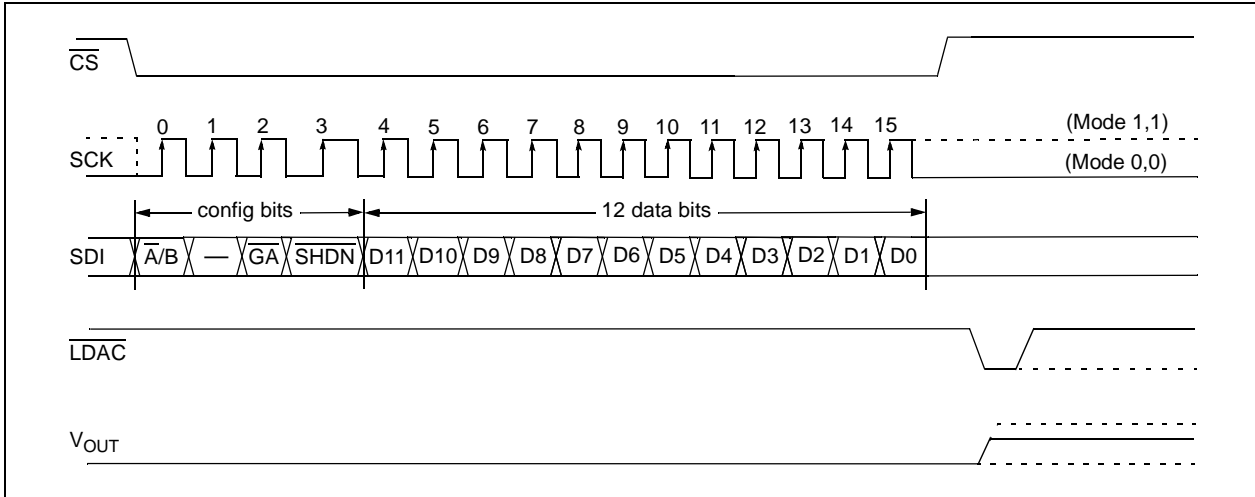 CS
0 1 2 3 4 5 6 7 8 9 10 11 12 13 14 15
(Mode 1,1)
SCK
(Mode 0,0)
config bits
12 data bits
SDI A/B — GA SHDN D11 D10 D9 D8 D7 D6 D5 D4 D3 D2 D1 D0
LDAC
VOUT